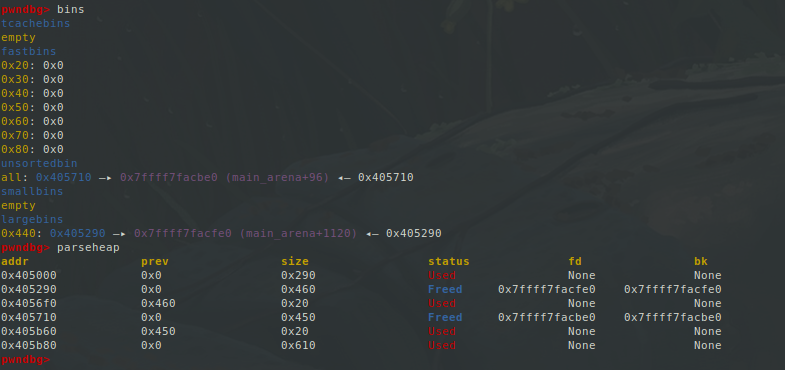 pwndbg> bins
tcachebins
empty
fastbins
0x20: 0x0
0x30: 0x0
0x40: 0x0
0x50: 0x0
0x60: 0x0
0x70: 0x0
0x80: 0x0
unsortedbin
all: 0x405710 —▸ 0x7ffff7facbe0 (main_arena+96) ◂— 0x405710
smallbins
empty
largebins
0x440: 0x405290 —▸ 0x7ffff7facfe0 (main_arena+1120) ◂— 0x405290
pwndbg> parseheap
addr prev size status fd bk
0x405000 0x0 0x290 Used None None
0x405290 0x0 0x460 Freed 0x7ffff7facfe0 0x7ffff7facfe0
0x4056f0 0x460 0x20 Used None None
0x405710 0x0 0x450 Freed 0x7ffff7facbe0 0x7ffff7facbe0
0x405b60 0x450 0x20 Used None None
0x405b80 0x0 0x610 Used None None
pwndbg>